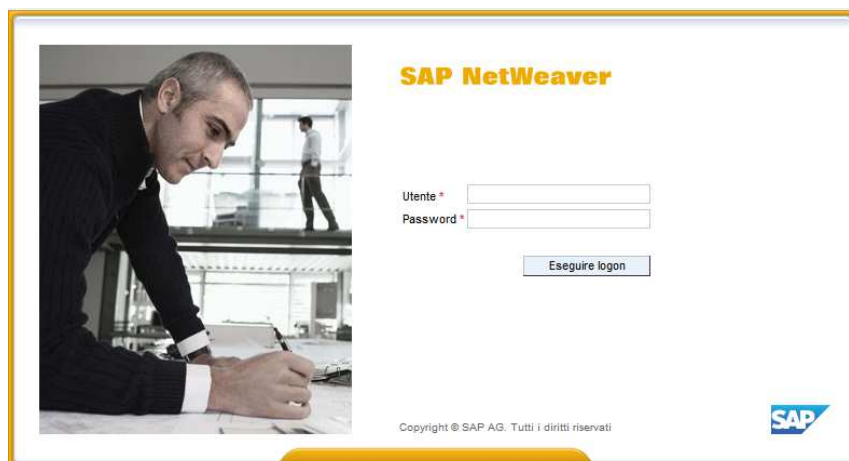 SAP NetWeaver
Utente *
Password *
Eseguire logon
Copyright © SAP AG. Tutti i diritti riservati
SAP